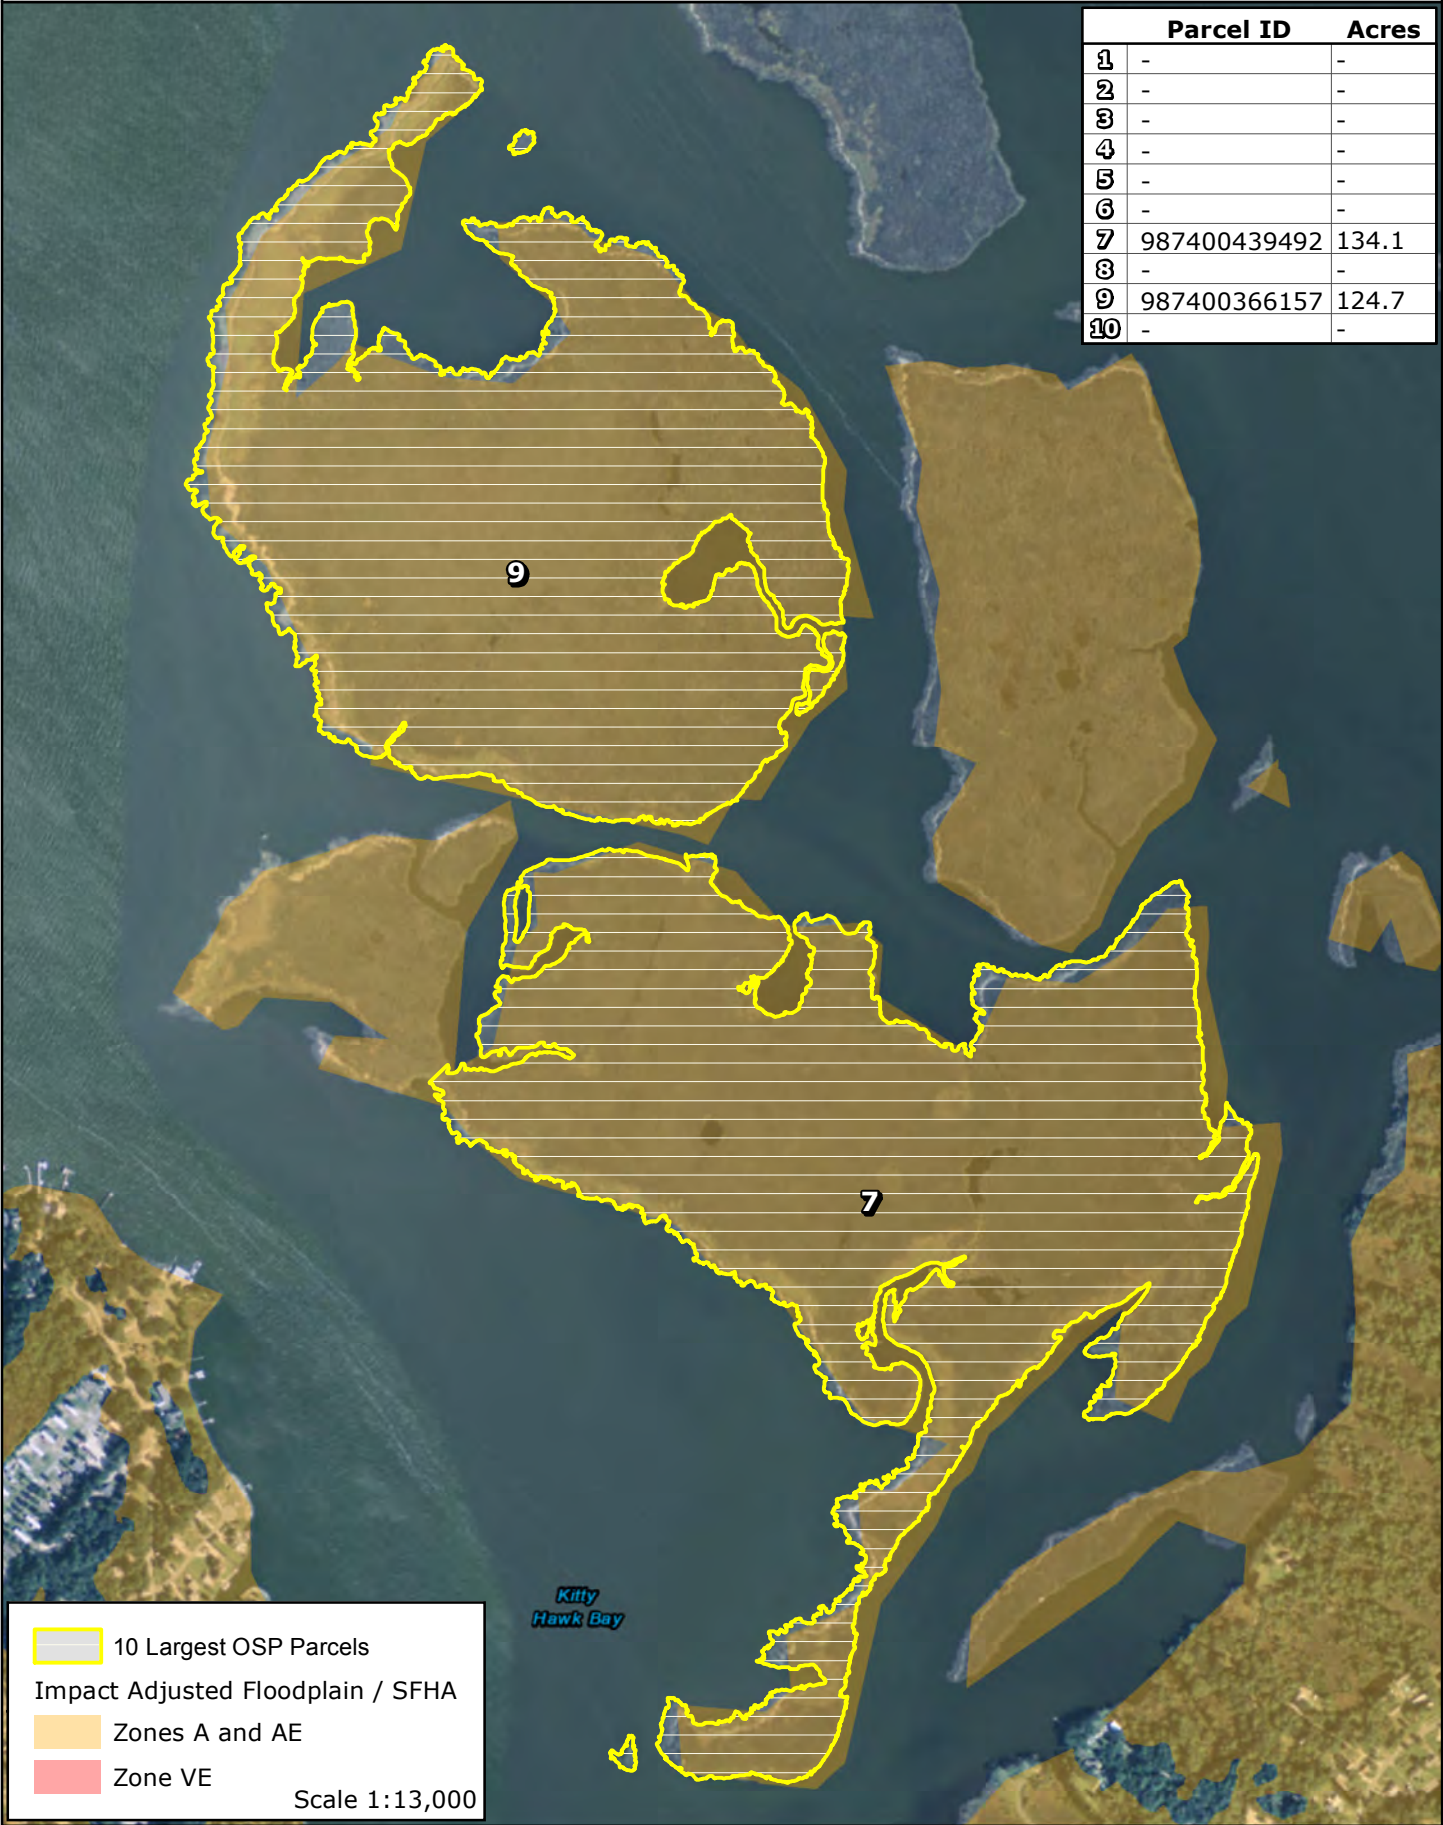 Parcel ID Acres
1 - -
2 - -
3 - -
4 - -
5 - -
6 - -
7 987400439492 134.1
8 - -
9 987400366157 124.7
10 - -
9
7
Kitty
Hawk Bay
10 Largest OSP Parcels
Impact Adjusted Floodplain / SFHA
Zones A and AE
Zone VE
Scale 1:13,000